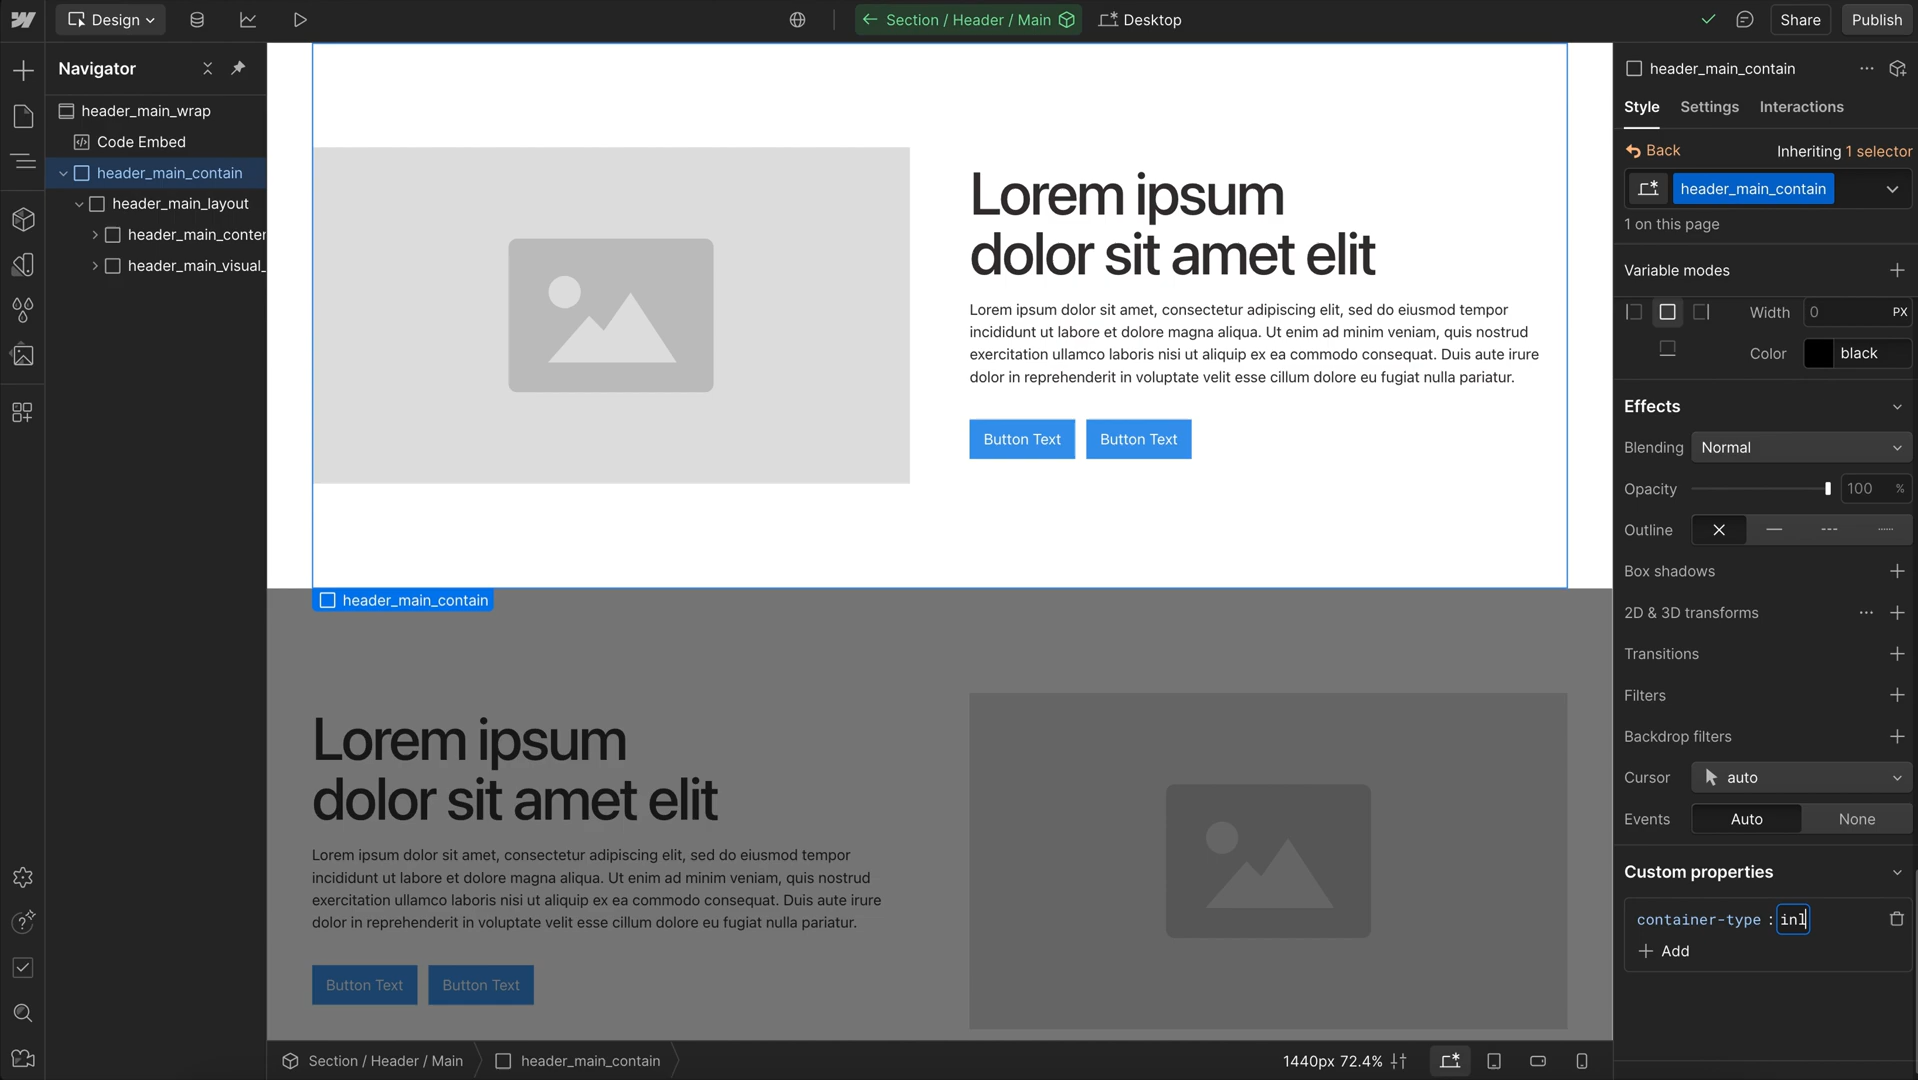 Design
Section / Header / Main
Desktop
Share
Publish
Navigator
header_main_wrap
Code Embed
header_main_contain
header_main_layout
header_main_conter
header_main_visual_
Lorem ipsum
dolor sit amet elit
Lorem ipsum dolor sit amet, consectetur adipiscing elit, sed do eiusmod tempor
incididunt ut labore et dolore magna aliqua. Ut enim ad minim veniam, quis nostrud
exercitation ullamco laboris nisi ut aliquip ex ea commodo consequat. Duis aute irure
dolor in reprehenderit in voluptate velit esse cillum dolore eu fugiat nulla pariatur.
Button Text
Button Text
header_main_contain
Lorem ipsum
dolor sit amet elit
Lorem ipsum dolor sit amet, consectetur adipiscing elit, sed do eiusmod tempor
incididunt ut labore et dolore magna aliqua. Ut enim ad minim veniam, quis nostrud
exercitation ullamco laboris nisi ut aliquip ex ea commodo consequat. Duis aute irure
dolor in reprehenderit in voluptate velit esse cillum dolore eu fugiat nulla pariatur.
Button Text
Button Text
header_main_contain
Style Settings Interactions
Back Inheriting 1 selector
header_main_contain
1 on this page
Variable modes
Width 0 PX
Color black
Effects
Blending Normal
Opacity 100 %
Outline
Box shadows
2D & 3D transforms
Transitions
Filters
Backdrop filters
Cursor auto
Events Auto None
Custom properties
container-type : inl
Add
Section / Header / Main
header_main_contain
1440px 72.4%